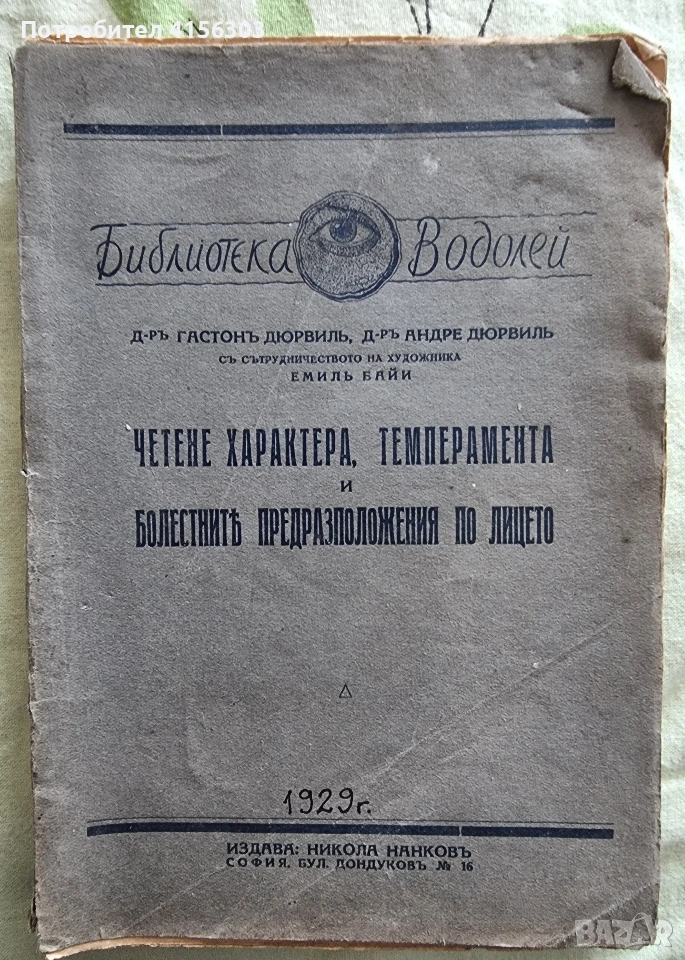 Потребител 4156303
Библиотека Водолей
Д-РЪ ГАСТОНЪ ДЮРВИЛЬ, Д-РЪ АНДРЕ ДЮРВИЛЬ
СЪ СЪТРУДНИЧЕСТВОТО НА ХУДОЖНИКА
ЕМИЛЬ БАЙИ
ЧЕТЕНЕ ХАРАКТЕРА, ТЕМПЕРАМЕНТА
И
БОЛЕСТНИТѢ ПРЕДРАЗПОЛОЖЕНИЯ ПО ЛИЦЕТО
1929г.
ИЗДАВА: НИКОЛА НАНКОВЪ
СОФИЯ, БУЛ. ДОНДУКОВЪ № 16
BAZAR